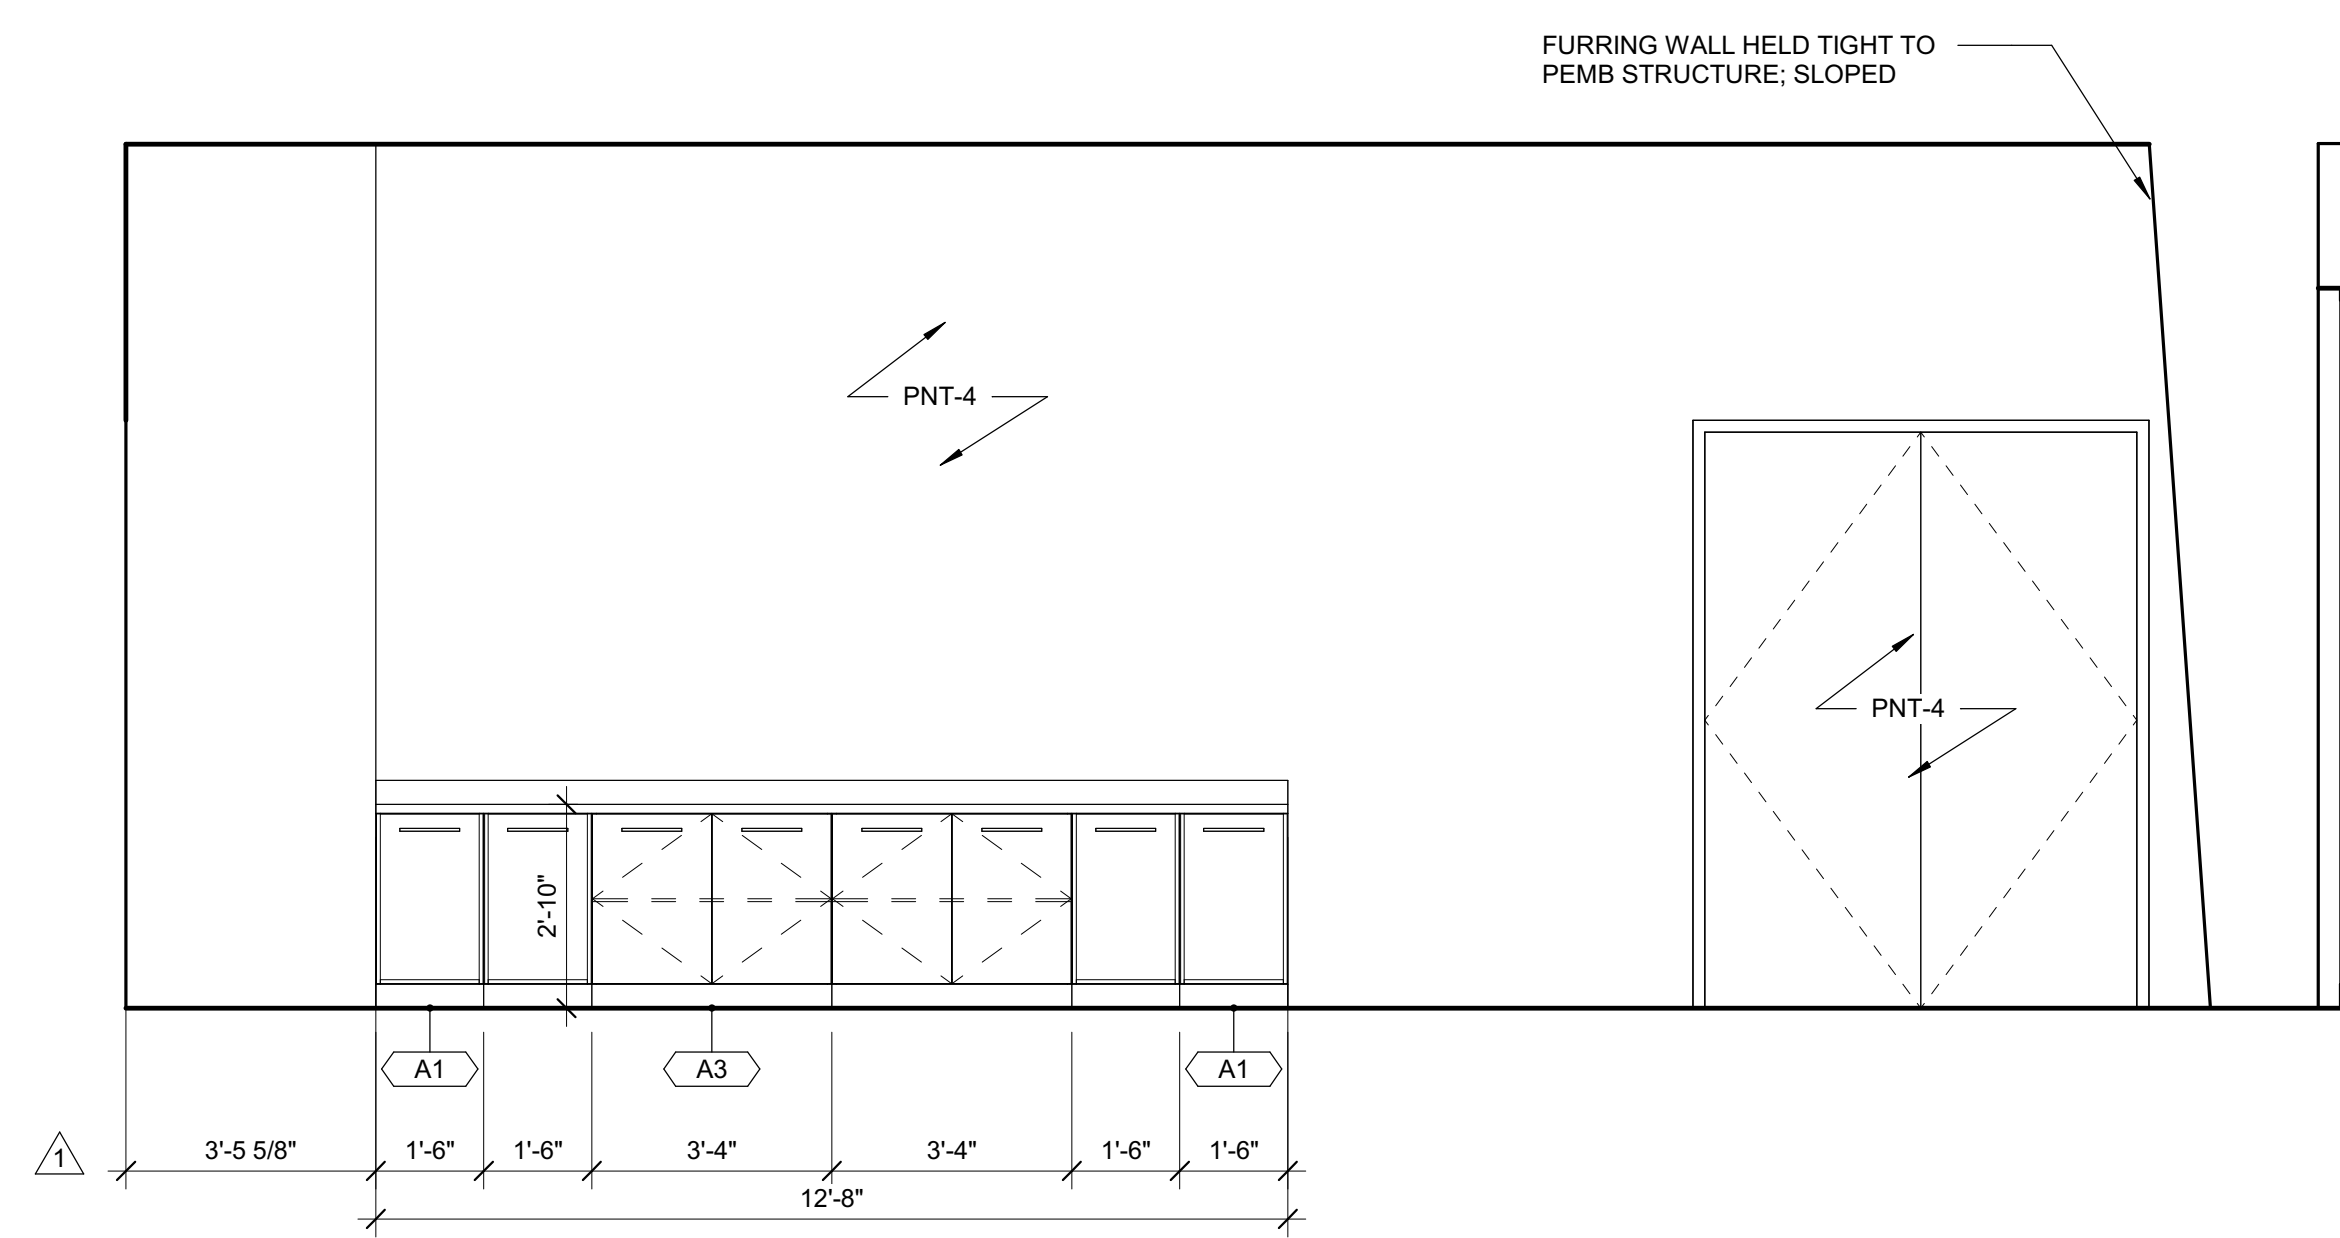 FURRING WALL HELD TIGHT TO
PEMB STRUCTURE; SLOPED
PNT-4
PNT-4
2'-10"
A1
A3
A1
1
3'-5 5/8"
1'-6"
1'-6"
3'-4"
3'-4"
1'-6"
1'-6"
12'-8"